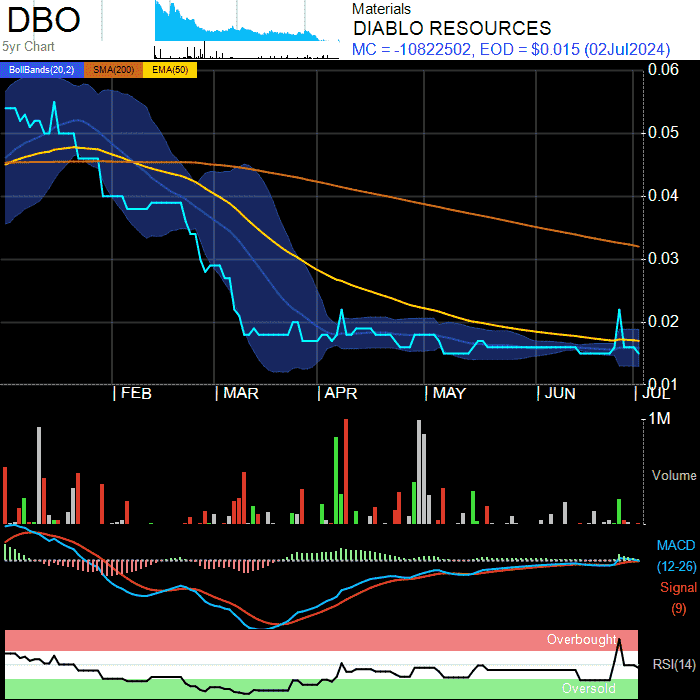 DBO
5yr Chart
Materials
DIABLO RESOURCES
MC = -10822502, EOD = $0.015 (02Jul2024)
BollBands(20,2)
SMA(200)
EMA(50)
0.06
0.05
0.04
0.03
0.02
0.01
| FEB
| MAR
| APR
| MAY
| JUN
| JUL
1M
Volume
MACD
(12-26)
Signal
(9)
Overbought
RSI(14)
Oversold